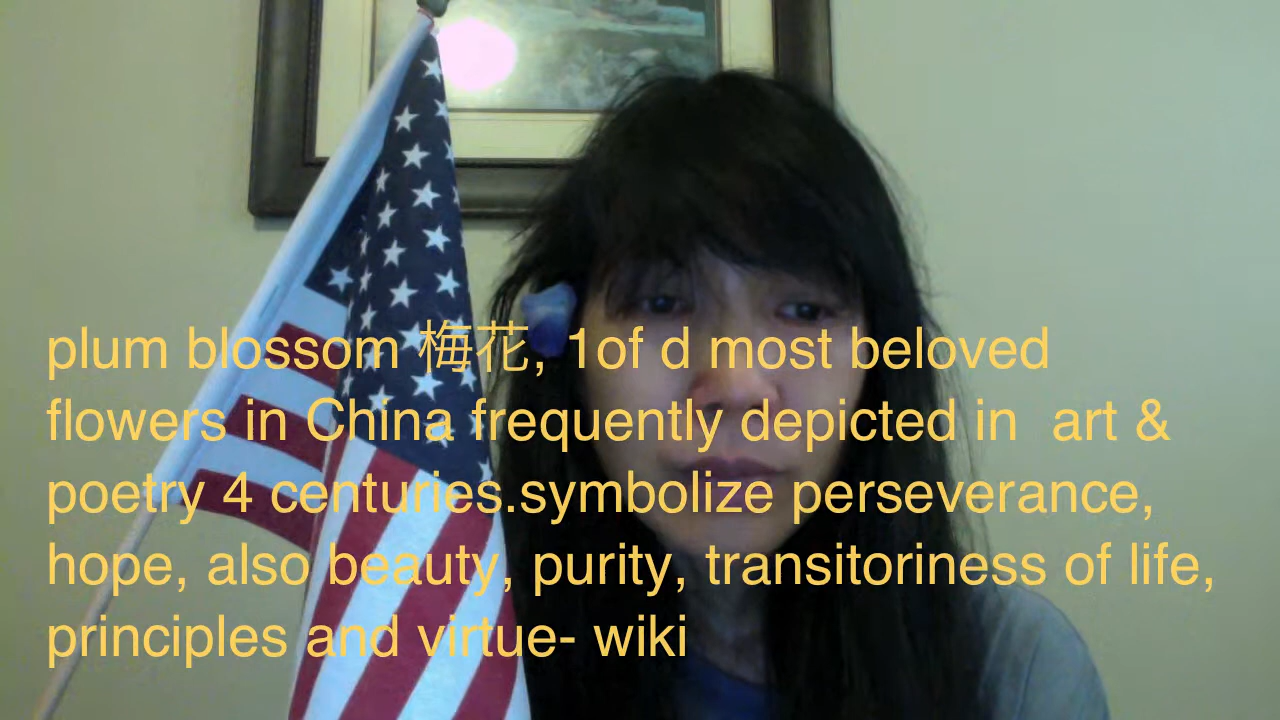 plum blossom 梅花, 1of d most beloved
flowers in China frequently depicted in  art &
poetry 4 centuries.symbolize perseverance,
hope, also beauty, purity, transitoriness of life,
principles and virtue- wiki